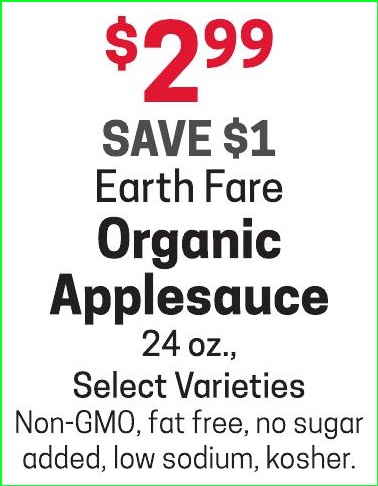 $2.99
SAVE $1
Earth Fare
Organic
Applesauce
24 oz.,
Select Varieties
Non-GMO, fat free, no sugar
added, low sodium, kosher.